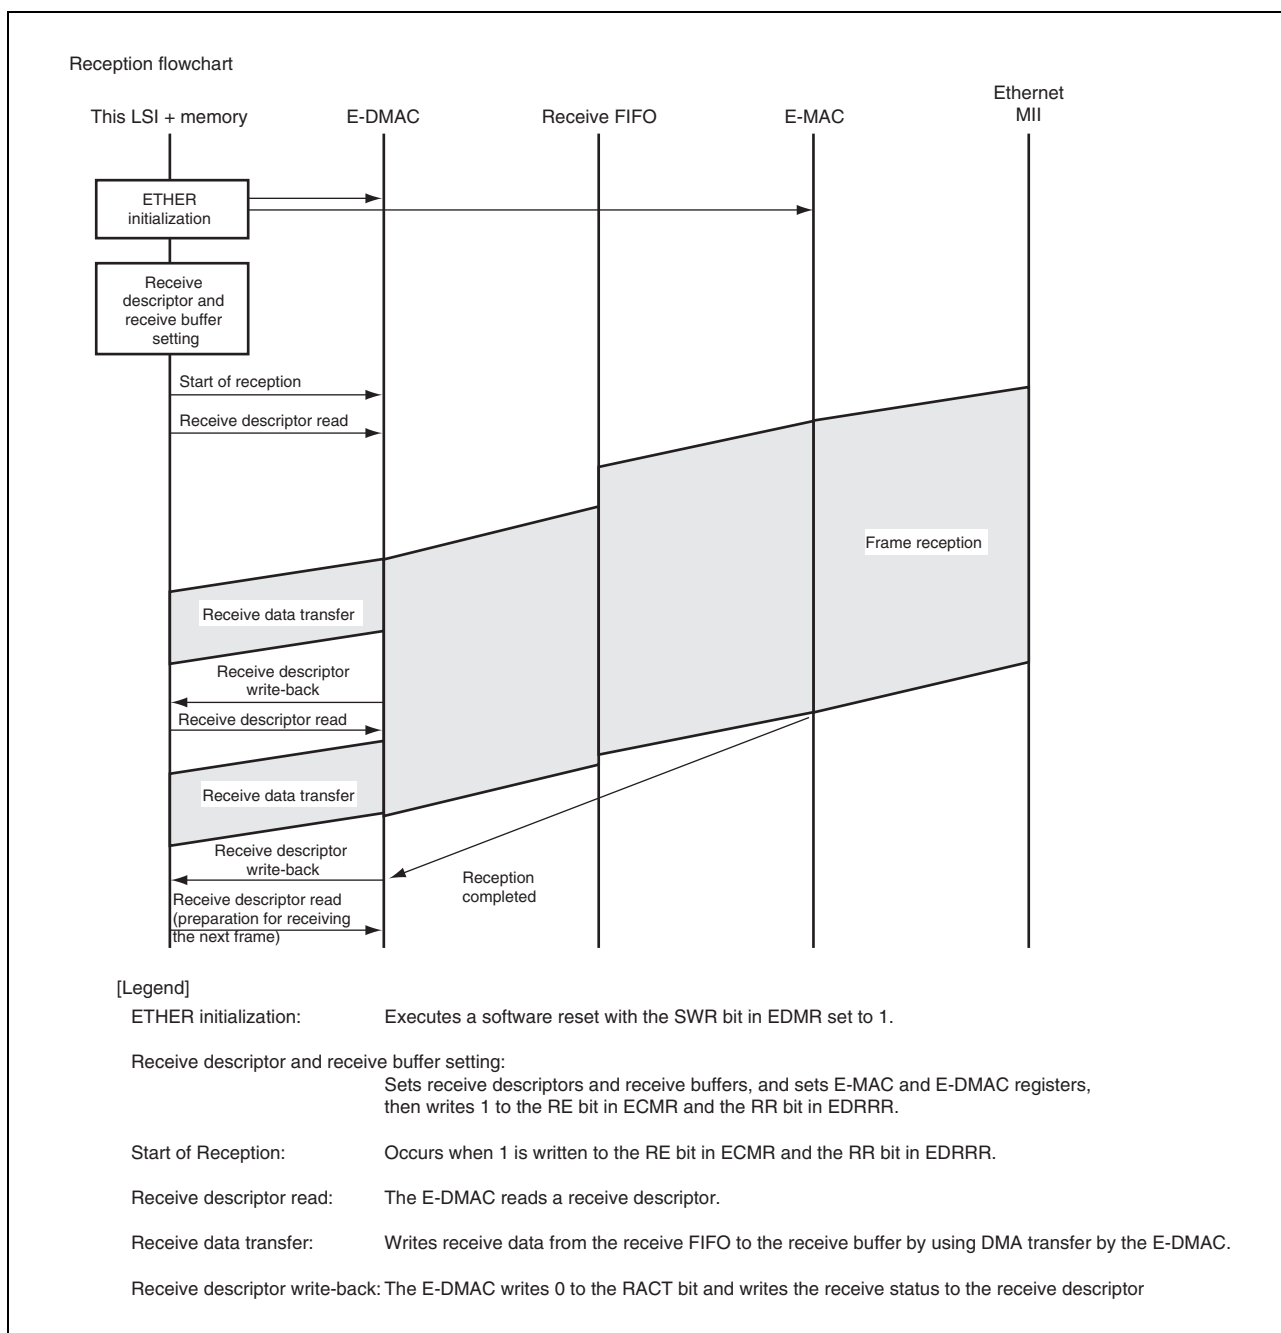 Reception flowchart
This LSI + memory
E-DMAC
Receive FIFO
E-MAC
Ethernet
MII
ETHER
initialization
Receive
descriptor and
receive buffer
setting
Start of reception
Receive descriptor read
Frame reception
Receive data transfer
Receive descriptor
write-back
Receive descriptor read
Receive data transfer
Receive descriptor
write-back
Reception
completed
Receive descriptor read
(preparation for receiving
the next frame)
[Legend]
ETHER initialization: Executes a software reset with the SWR bit in EDMR set to 1.
Receive descriptor and receive buffer setting:
Sets receive descriptors and receive buffers, and sets E-MAC and E-DMAC registers,
then writes 1 to the RE bit in ECMR and the RR bit in EDRRR.
Start of Reception: Occurs when 1 is written to the RE bit in ECMR and the RR bit in EDRRR.
Receive descriptor read: The E-DMAC reads a receive descriptor.
Receive data transfer: Writes receive data from the receive FIFO to the receive buffer by using DMA transfer by the E-DMAC.
Receive descriptor write-back: The E-DMAC writes 0 to the RACT bit and writes the receive status to the receive descriptor